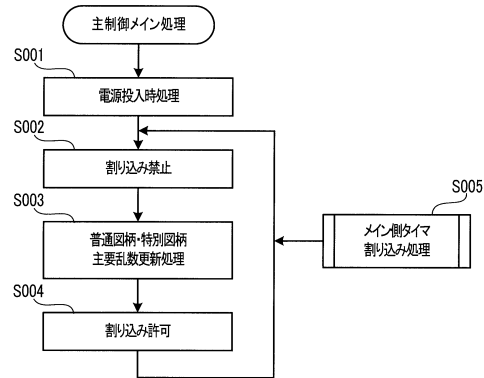 主制御メイン処理
S001
電源投入時処理
S002
割り込み禁止
S003
普通図柄・特別図柄
主要乱数更新処理
S004
割り込み許可
S005
メイン側タイマ
割り込み処理